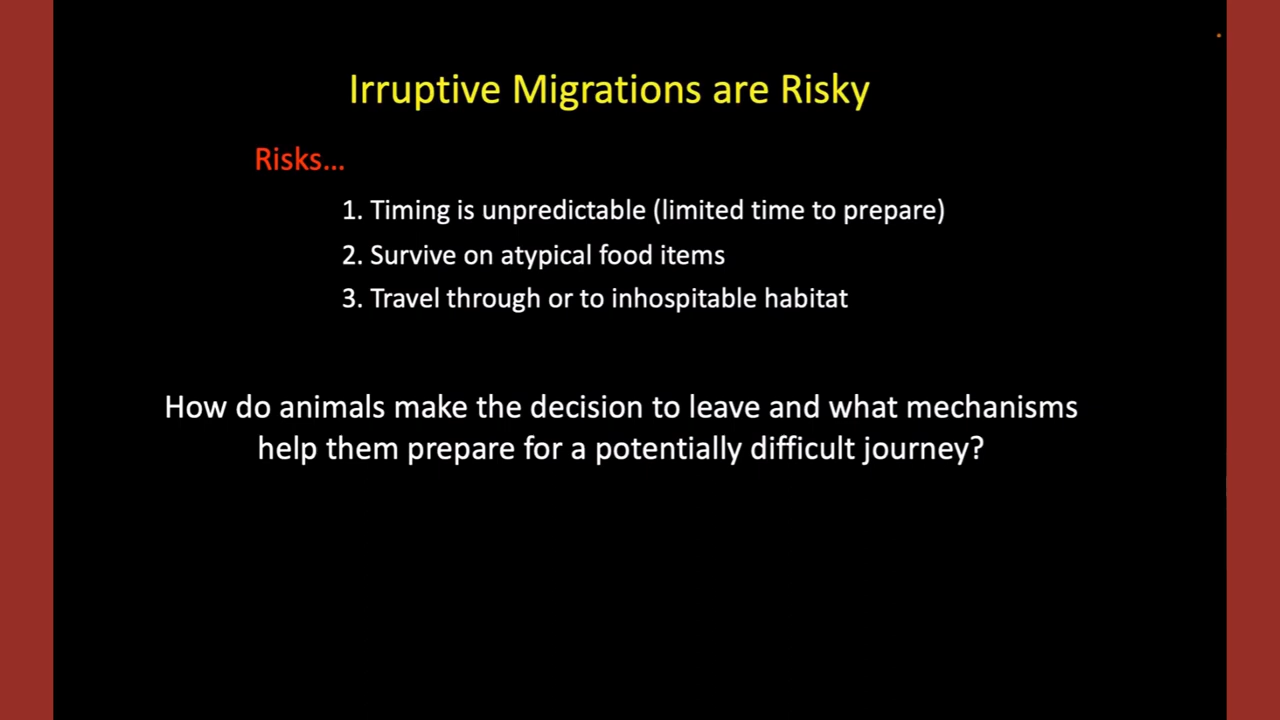 Irruptive Migrations are Risky
Risks...
1. Timing is unpredictable (limited time to prepare)
2. Survive on atypical food items
3. Travel through or to inhospitable habitat
How do animals make the decision to leave and what mechanisms
help them prepare for a potentially difficult journey?